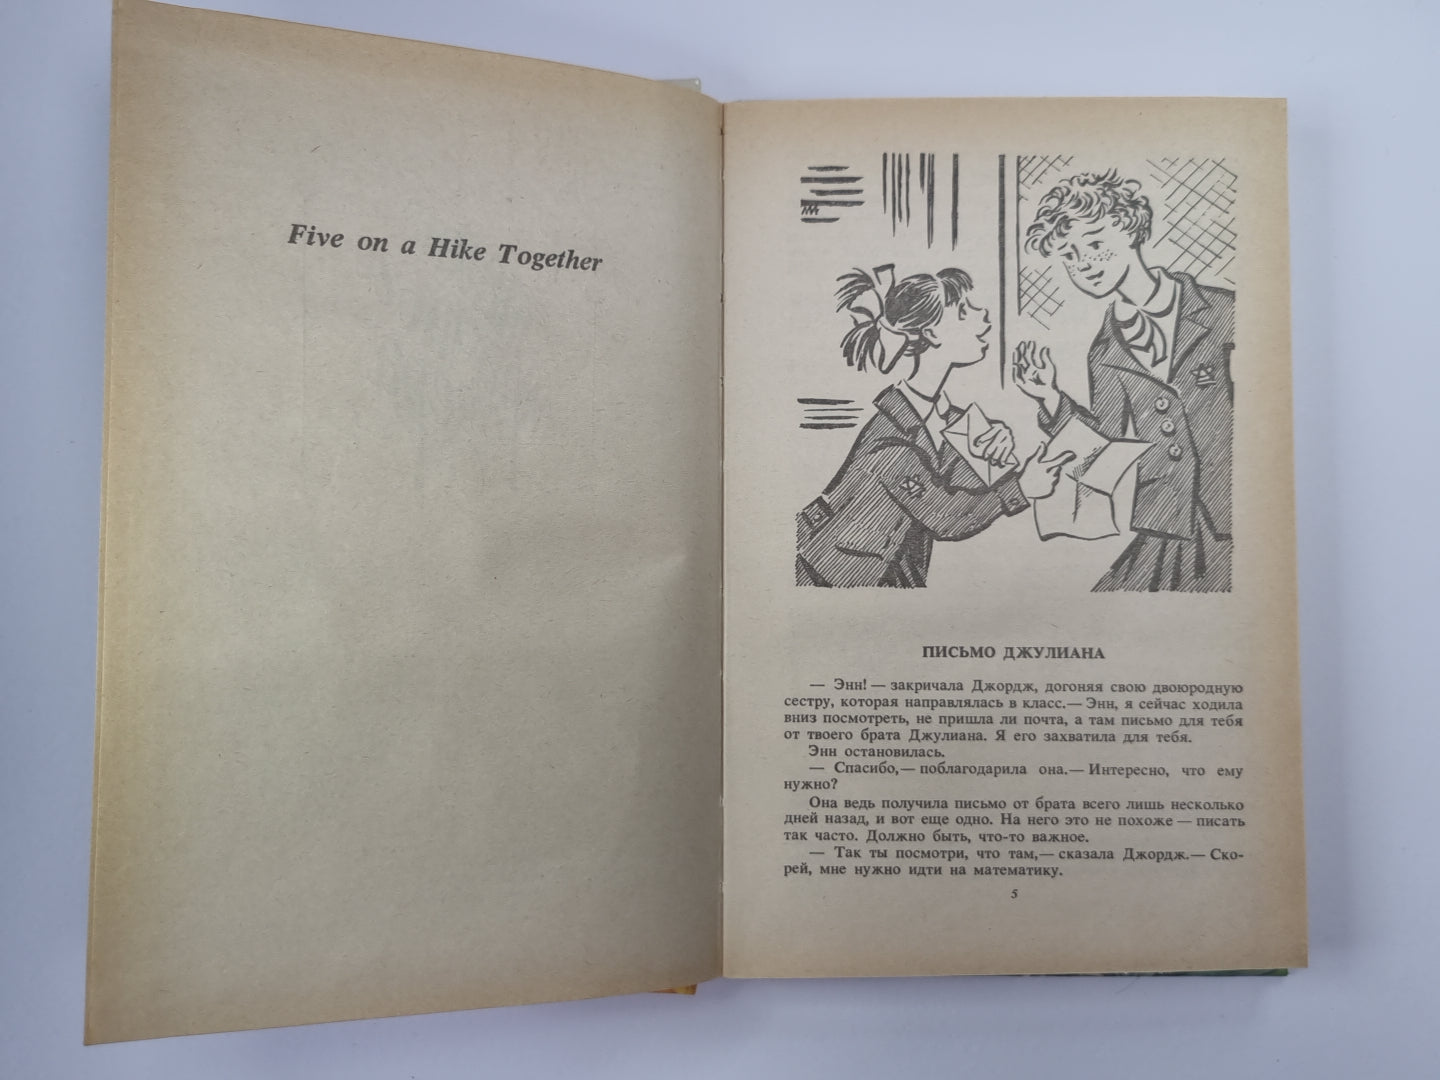 Five on a Hike Together
ПИСЬМО ДЖУЛИАНА
— Энн! — закричала Джордж, догоняя свою двоюродную
сестру, которая направлялась в класс.— Энн, я сейчас ходила
вниз посмотреть, не пришла ли почта, а там письмо для тебя
от твоего брата Джулиана. Я его захватила для тебя.
Энн остановилась.
— Спасибо,— поблагодарила она.— Интересно, что ему
нужно?
Она ведь получила письмо от брата всего лишь несколько
дней назад, и вот еще одно. На него это не похоже — писать
так часто. Должно быть, что-то важное.
— Так ты посмотри, что там,— сказала Джордж.— Ско-
рей, мне нужно идти на математику.
5